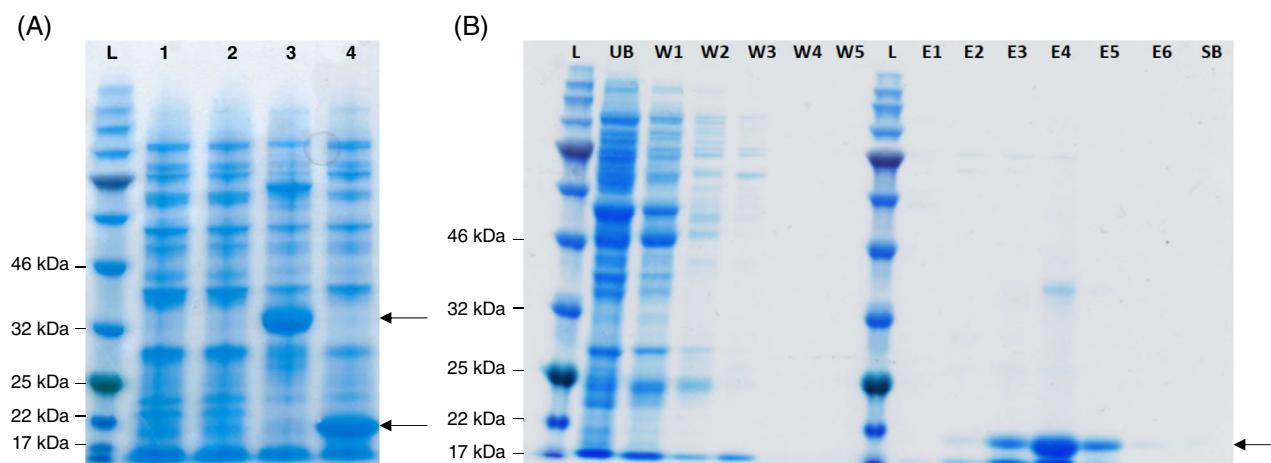 (A)
L 1 2 3 4
46 kDa
32 kDa
25 kDa
22 kDa
17 kDa
(B)
L UB W1 W2 W3 W4 W5 L E1 E2 E3 E4 E5 E6 SB
46 kDa
32 kDa
25 kDa
22 kDa
17 kDa